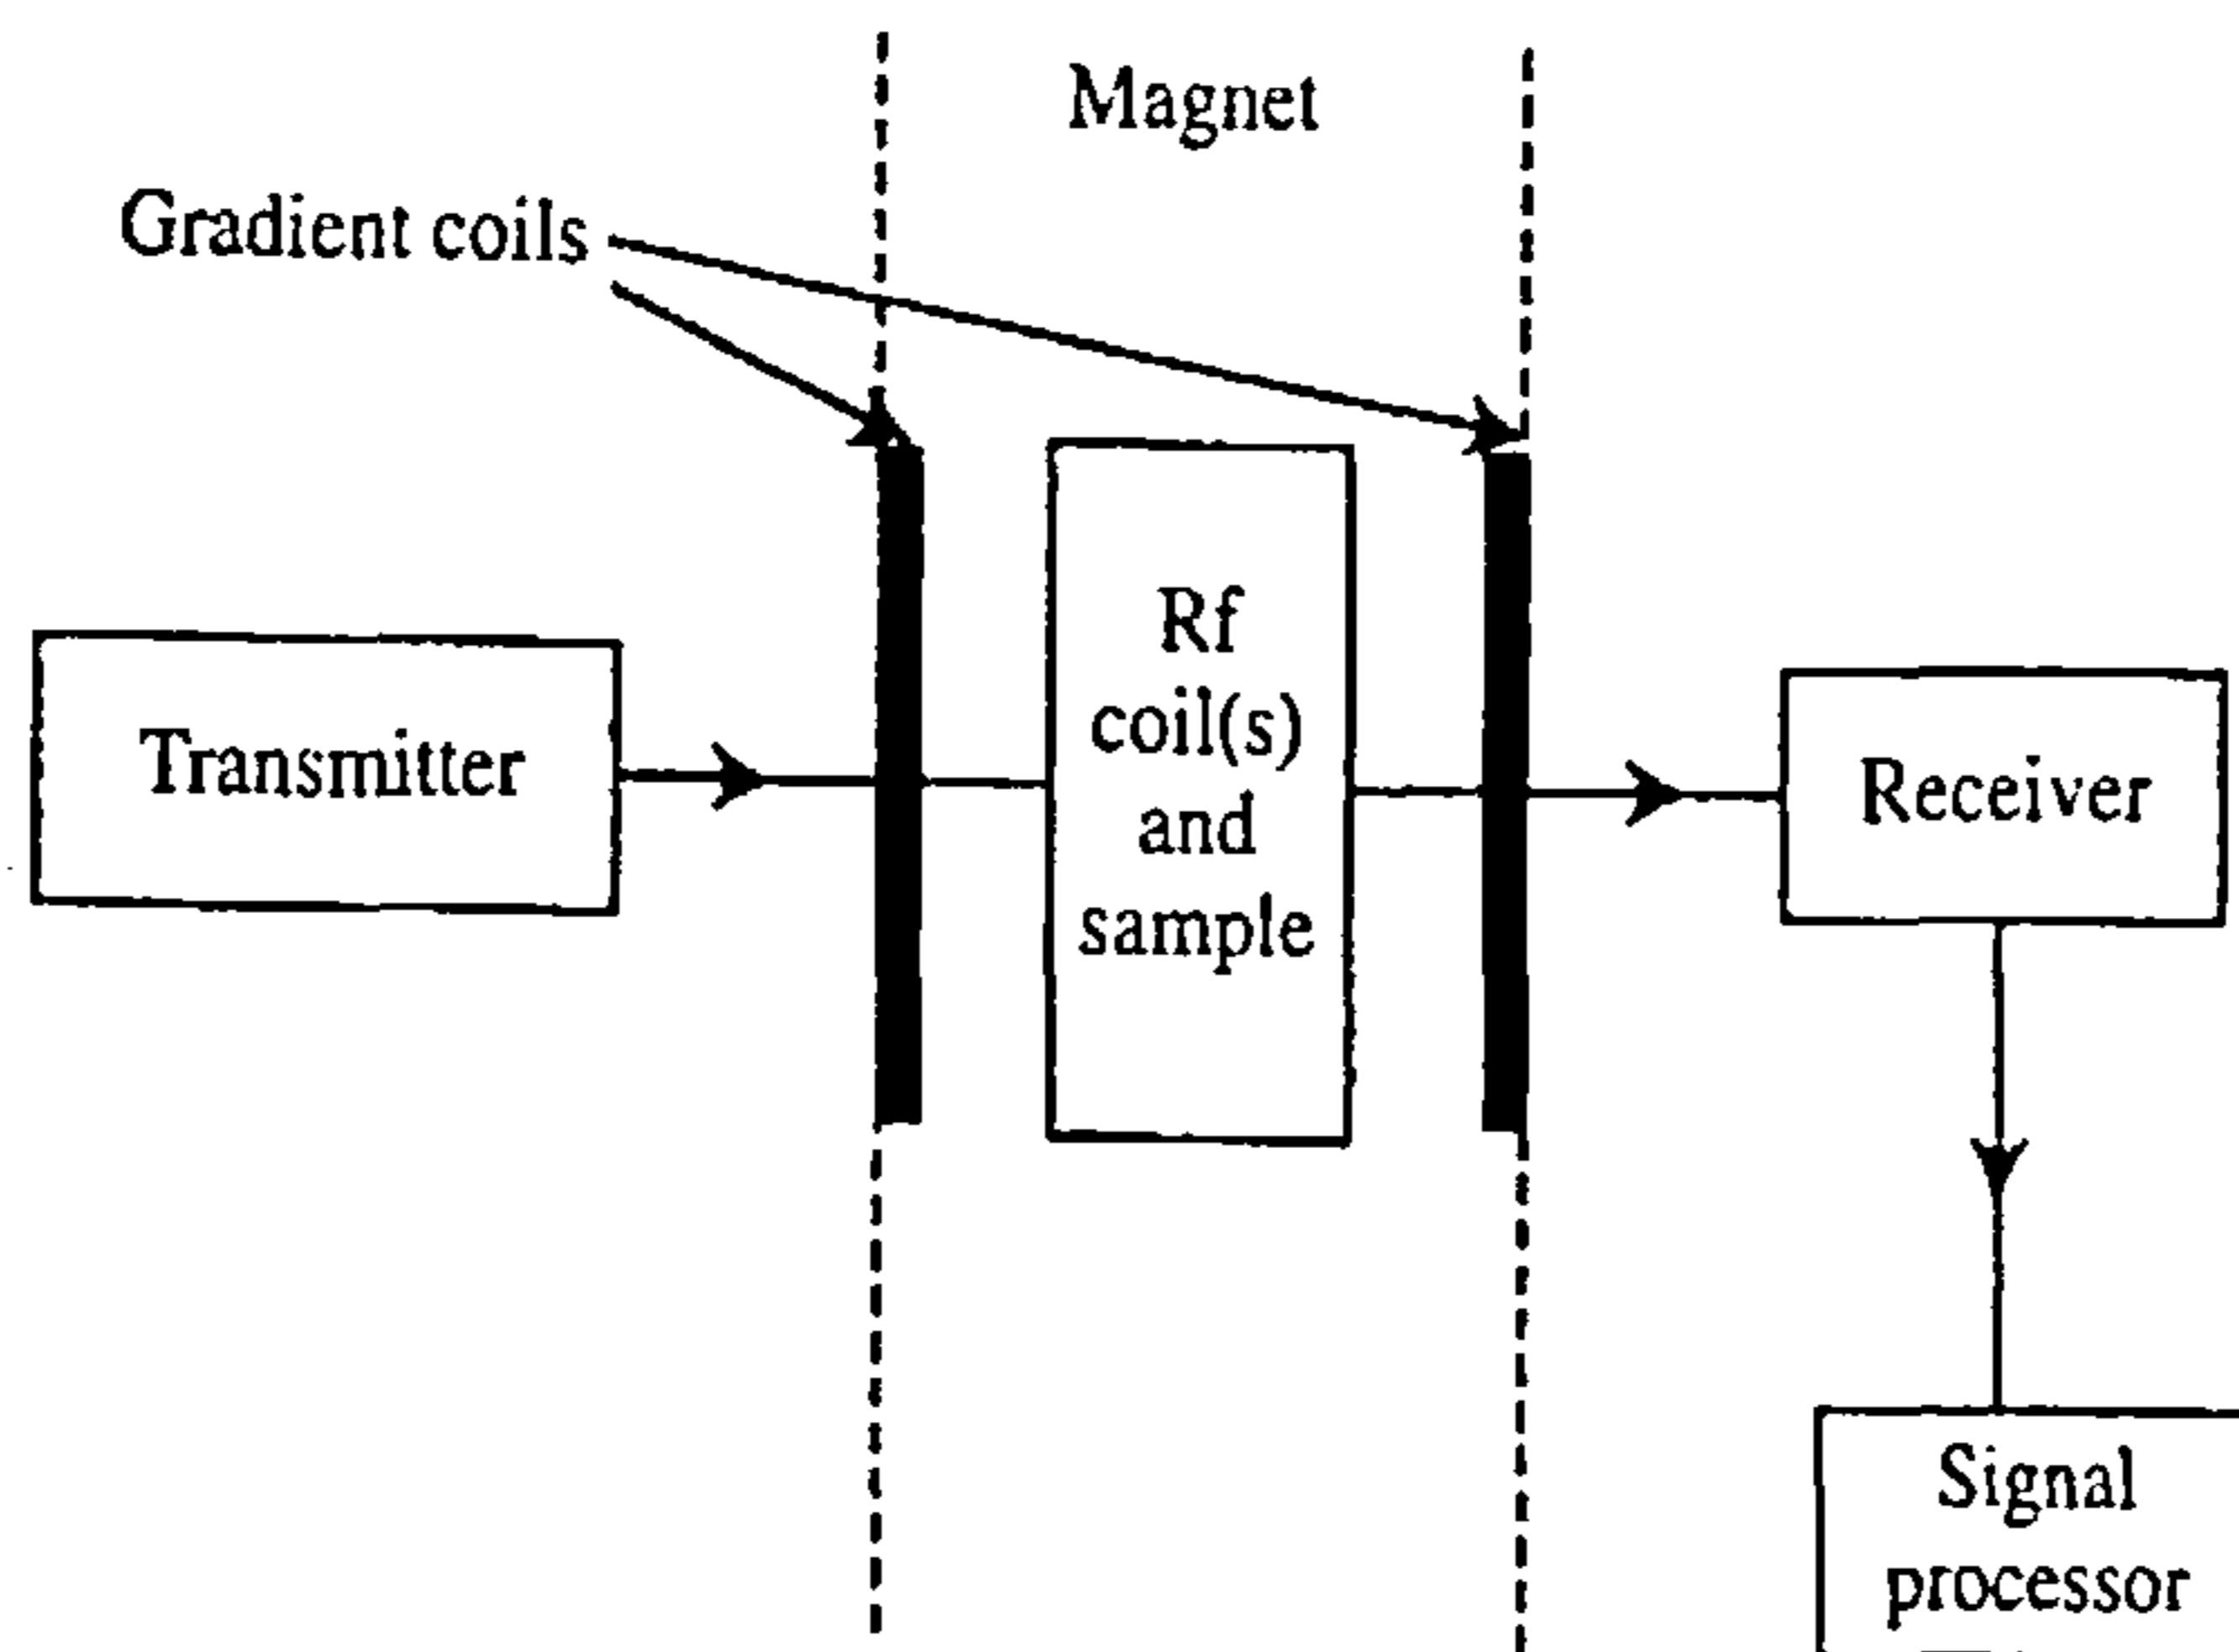 Magnet
Gradient coils
Transmitter
Rf
coil(s)
and
sample
Receiver
Signal
processor